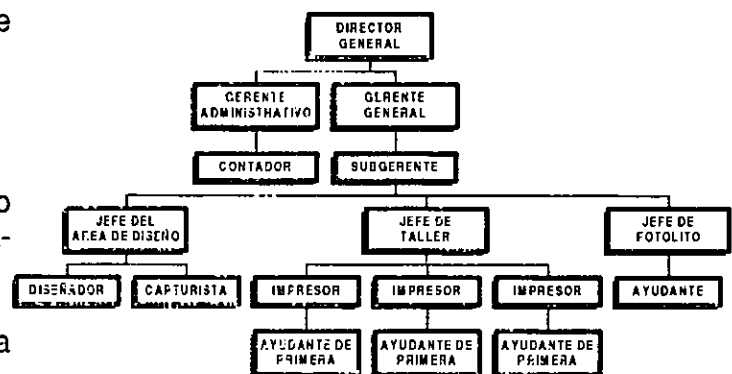 e
DIRECTOR
GENERAL
GERENTE
ADMINISTRATIVO
GERENTE
GENERAL
CONTADOR
SUBGERENTE
o
-
JEFE DEL
AREA DE DISEÑO
JEFE DE
TALLER
JEFE DE
FOTOLITO
DISEÑADOR
CAPTURISTA
IMPRESOR
IMPRESOR
IMPRESOR
AYUDANTE
a
AYUDANTE DE
PRIMERA
AYUDANTE DE
PRIMERA
AYUDANTE DE
PRIMERA